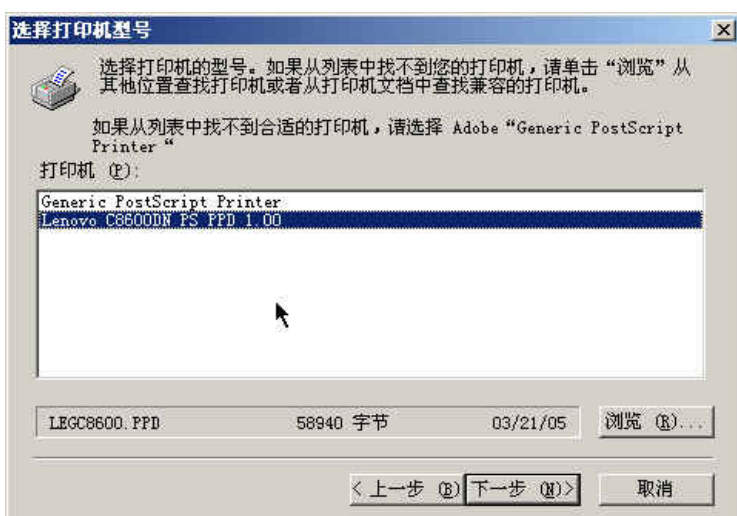 选择打印机型号
选择打印机的型号。如果从列表中找不到您的打印机，请单击“浏览”从
其他位置查找打印机或者从打印机文档中查找兼容的打印机。
如果从列表中找不到合适的打印机，请选择 Adobe“Generic PostScript
Printer“
打印机 (P):
Generic PostScript Printer
Lenovo C8600DN PS PPD 1.00
LEGC8600.PPD 58940 字节 03/21/05 浏览 (R)...
< 上一步 (B) 下一步 (N)> 取消